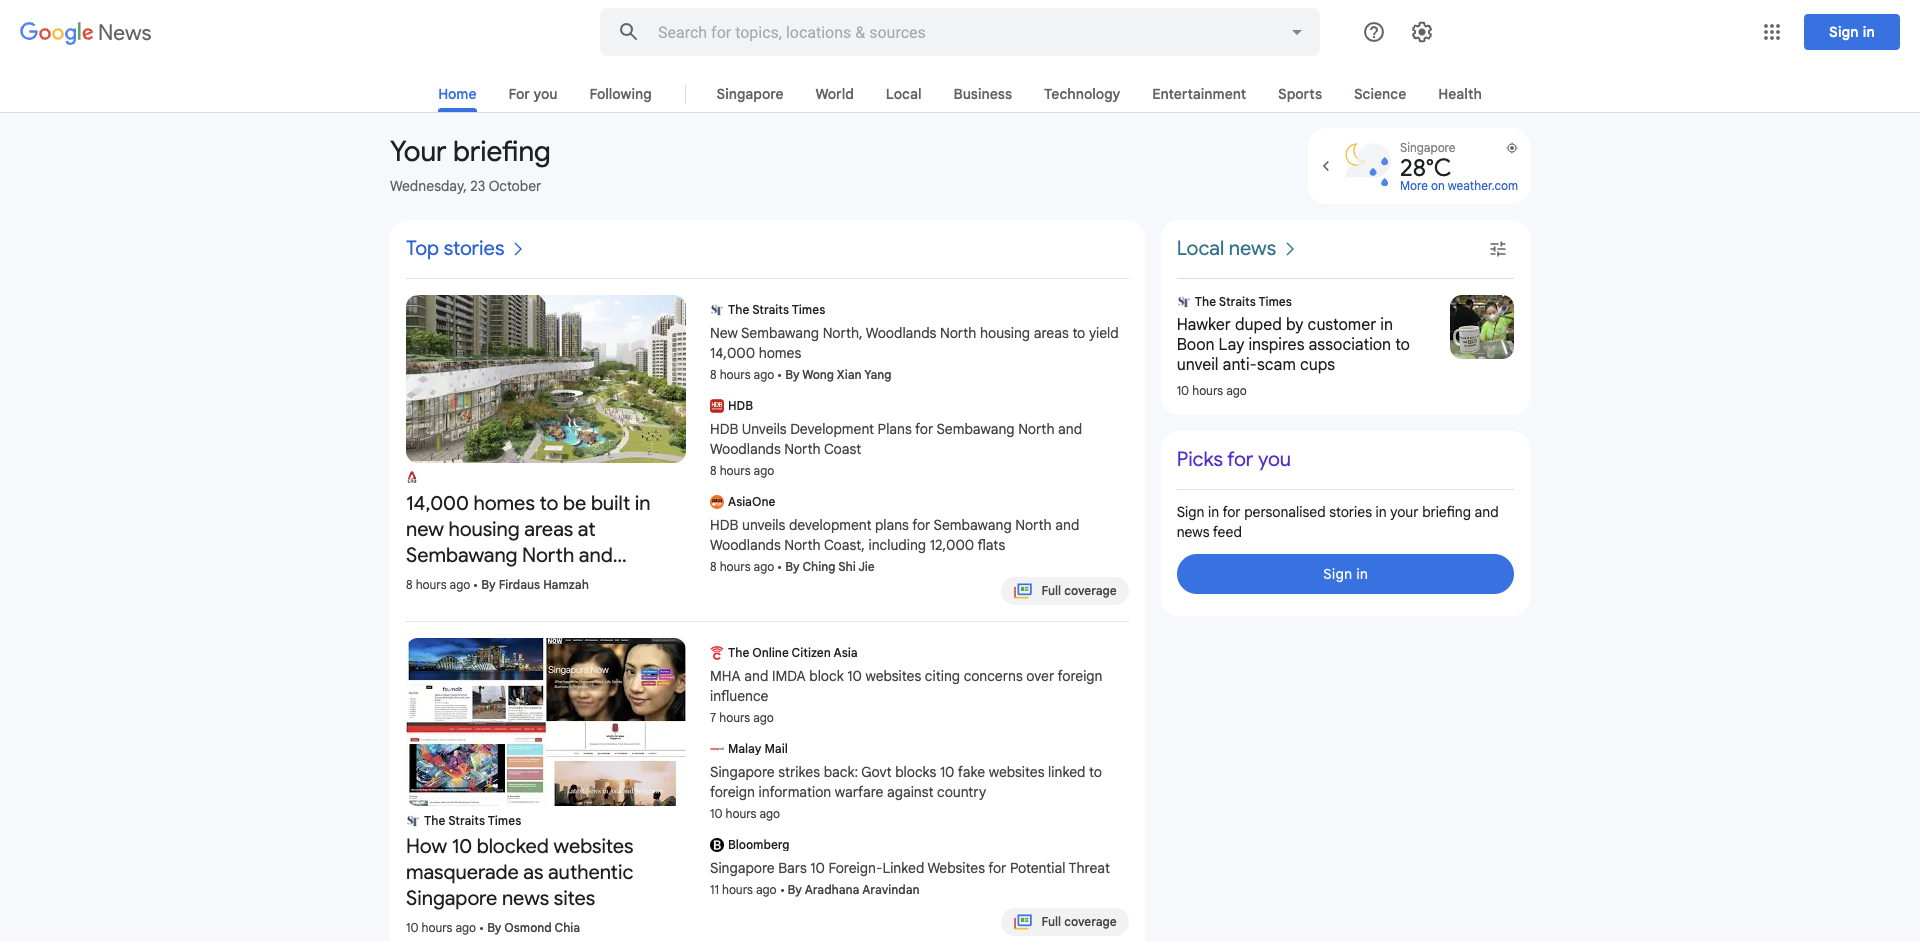 Google News
Search for topics, locations & sources
Sign in
Home
For you
Following
Singapore
World
Local
Business
Technology
Entertainment
Sports
Science
Health
Your briefing
Wednesday, 23 October
Singapore
28°C
More on weather.com
Top stories
14,000 homes to be built in
new housing areas at
Sembawang North and...
8 hours ago • By Firdaus Hamzah
The Straits Times
New Sembawang North, Woodlands North housing areas to yield
14,000 homes
8 hours ago • By Wong Xian Yang
HDB
HDB Unveils Development Plans for Sembawang North and
Woodlands North Coast
8 hours ago
AsiaOne
HDB unveils development plans for Sembawang North and
Woodlands North Coast, including 12,000 flats
8 hours ago • By Ching Shi Jie
Full coverage
Singapura Now
foundit
The Straits Times
How 10 blocked websites
masquerade as authentic
Singapore news sites
10 hours ago • By Osmond Chia
The Online Citizen Asia
MHA and IMDA block 10 websites citing concerns over foreign
influence
7 hours ago
Malay Mail
Singapore strikes back: Govt blocks 10 fake websites linked to
foreign information warfare against country
10 hours ago
Bloomberg
Singapore Bars 10 Foreign-Linked Websites for Potential Threat
11 hours ago • By Aradhana Aravindan
Full coverage
Local news
The Straits Times
Hawker duped by customer in
Boon Lay inspires association to
unveil anti-scam cups
10 hours ago
Picks for you
Sign in for personalised stories in your briefing and
news feed
Sign in